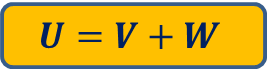 U = V + W